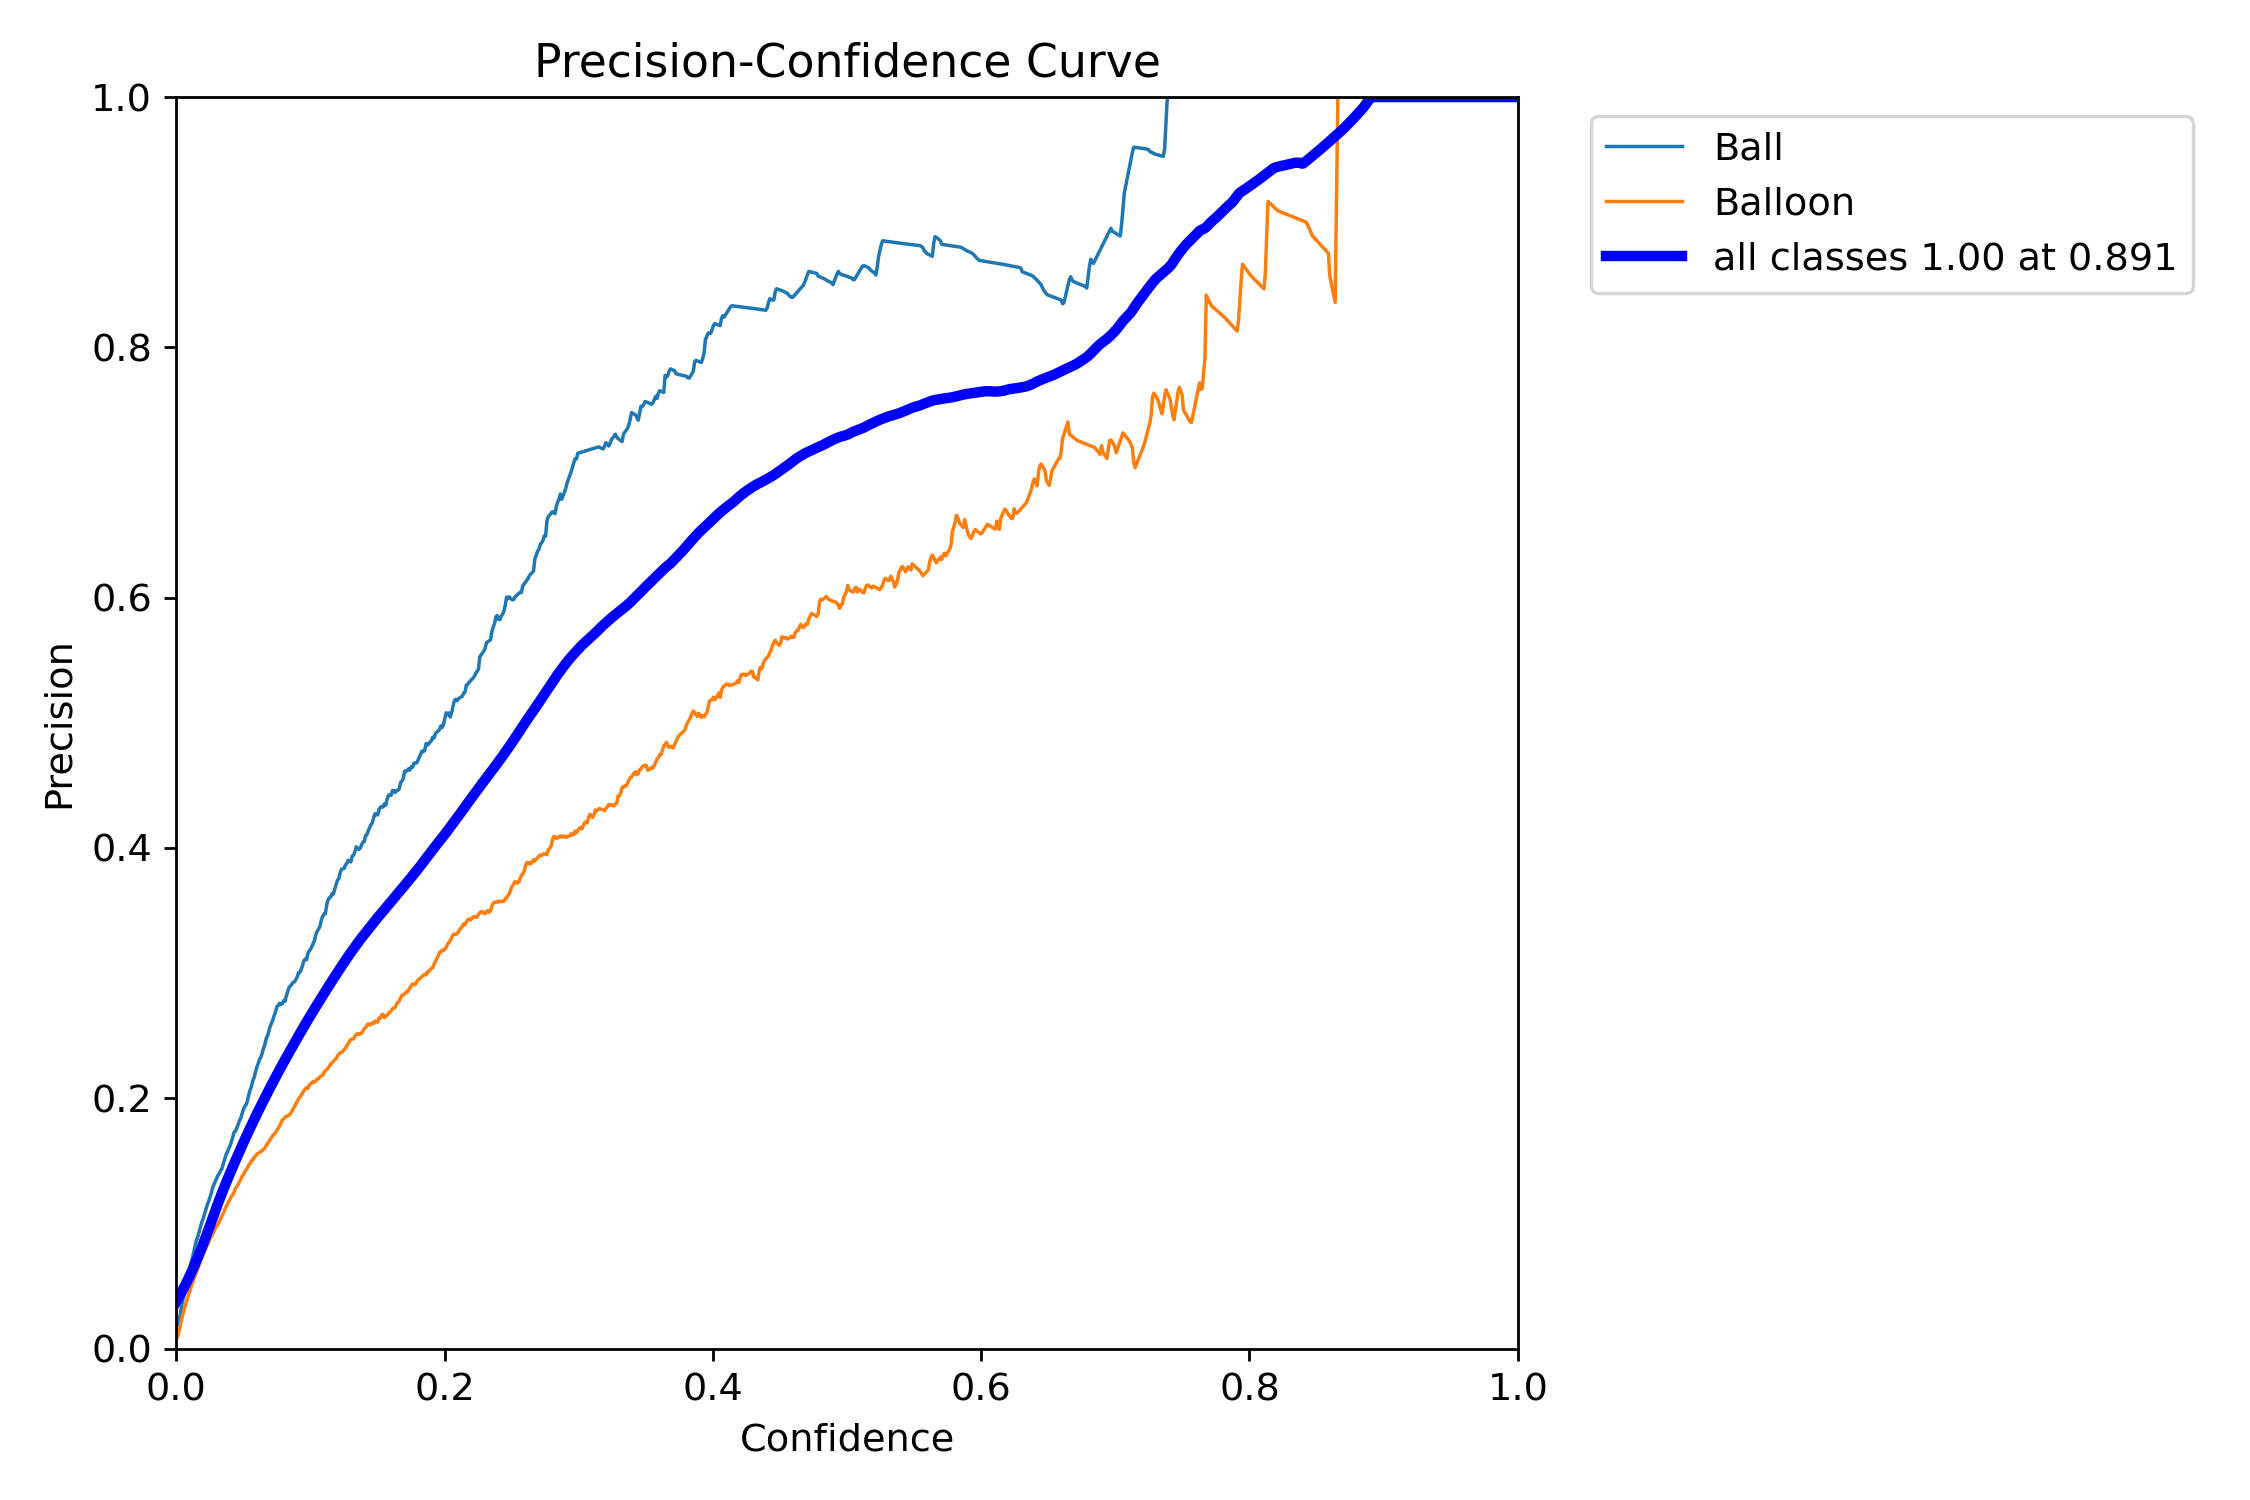 Precision-Confidence Curve
1.0
0.8
0.6
0.4
0.2
0.0
Precision
0.0 0.2 0.4 0.6 0.8 1.0
Confidence
Ball
Balloon
all classes 1.00 at 0.891